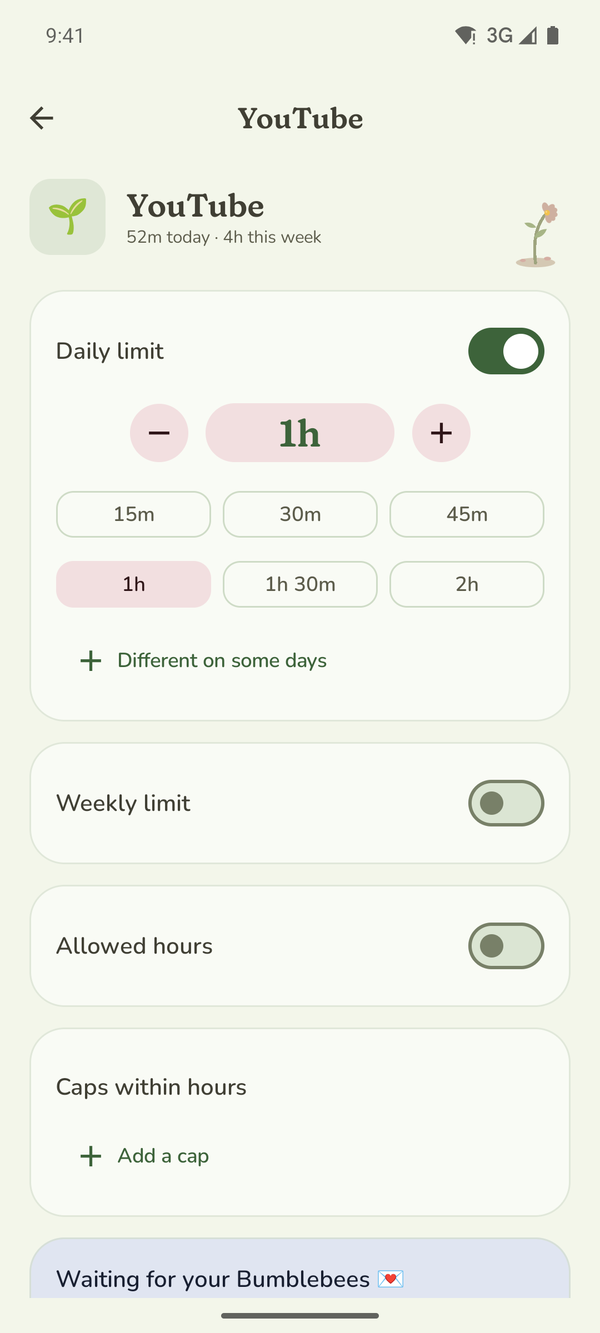 9:41
3G
YouTube
YouTube
52m today · 4h this week
Daily limit
1h
15m
30m
45m
1h
1h 30m
2h
Different on some days
Weekly limit
Allowed hours
Caps within hours
Add a cap
Waiting for your Bumblebees 💌